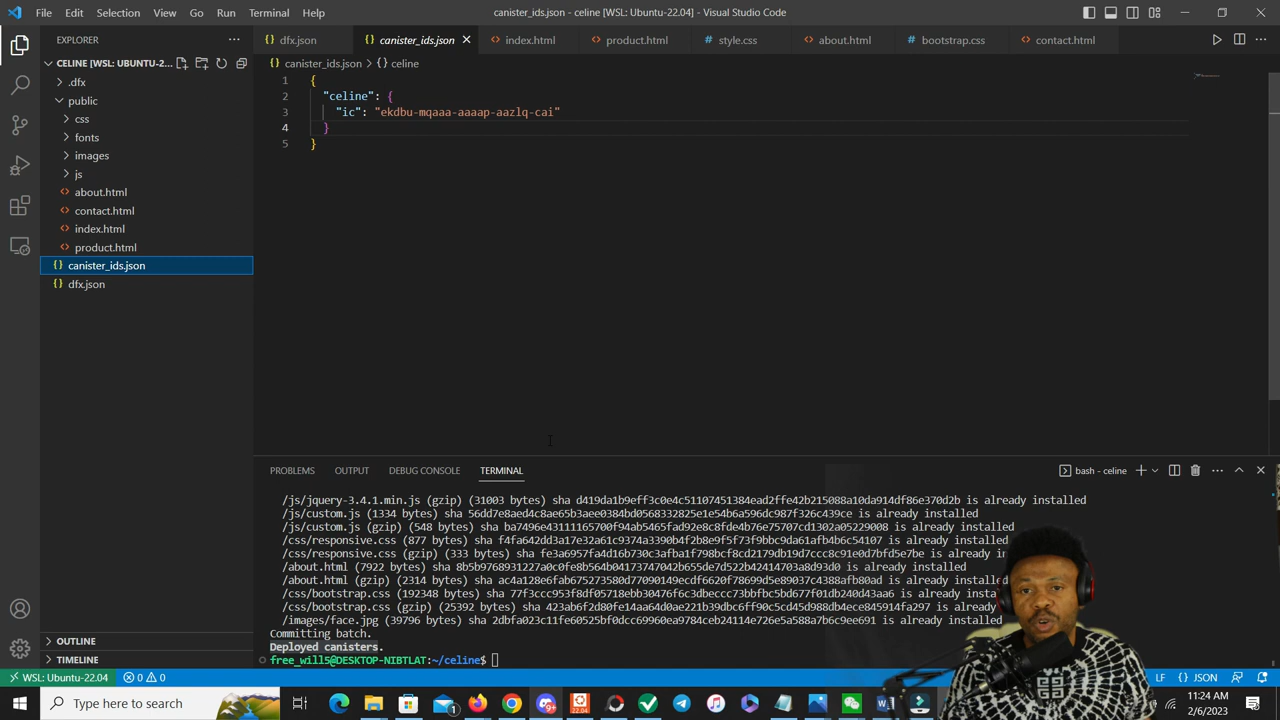 File Edit Selection View Go Run Terminal Help
canister_ids.json - celine [WSL: Ubuntu-22.04] - Visual Studio Code
EXPLORER
CELINE [WSL: UBUNTU-2...
.dfx
public
css
fonts
images
js
about.html
contact.html
index.html
product.html
canister_ids.json
dfx.json
OUTLINE
TIMELINE
dfx.json canister_ids.json index.html product.html style.css about.html bootstrap.css contact.html
canister_ids.json > {} celine
1 {
2 "celine": {
3 "ic": "ekdbu-mqaaa-aaaap-aazlq-cai"
4 }
5 }
PROBLEMS OUTPUT DEBUG CONSOLE TERMINAL
bash - celine
/js/jquery-3.4.1.min.js (gzip) (31003 bytes) sha d419da1b9eff3c0e4c51107451384ead2ffe42b215088a10da914df86e370d2b is already installed
/js/custom.js (1334 bytes) sha 56dd7e8aed4c8ae65b3aee0384bd0568332825e1e54b6a596dc987f326c439ce is already installed
/js/custom.js (gzip) (548 bytes) sha ba7496e43111165700f94ab5465fad92e8c8fde4b76e75707cd1302a05229008 is already installed
/css/responsive.css (877 bytes) sha f4fa642dd3a17e32a61c9374a3390b4f2b8e9f5f73f9bbc9da61afb4b6c54107 is already installed
/css/responsive.css (gzip) (333 bytes) sha fe3a6957fa4d16b730c3afba1f798bcf8cd2179db19d7ccc8c91e0d7bfd5e7be is already in
/about.html (7922 bytes) sha 8b5b9768931227a0c0fe8b564b04173747042b655de7d522b42414703a8d93d0 is already installed
/about.html (gzip) (2314 bytes) sha ac4a128e6fab675273580d77090149ecdf6620f78699d5e89037c4388afb80ad is already installed
/css/bootstrap.css (192348 bytes) sha 77f3ccc953f8df05718ebb30476f6c3dbeccc73bbfbc5bd677f01db240d43aa6 is already inst
/css/bootstrap.css (gzip) (25392 bytes) sha 423ab6f2d80fe14aa64d0ae221b39dbc6ff90c5cd45d988db4ece845914fa297 is already
/images/face.jpg (39796 bytes) sha 2dbfa023c11fe60525bf0dcc69960ea9784ceb24114e726e5a588a7b6c9ee691 is already installed
Committing batch.
Deployed canisters.
free_will5@DESKTOP-NIBTLAT:~/celine$
WSL: Ubuntu-22.04 0 0
LF {} JSON
Type here to search
11:24 AM
2/6/2023